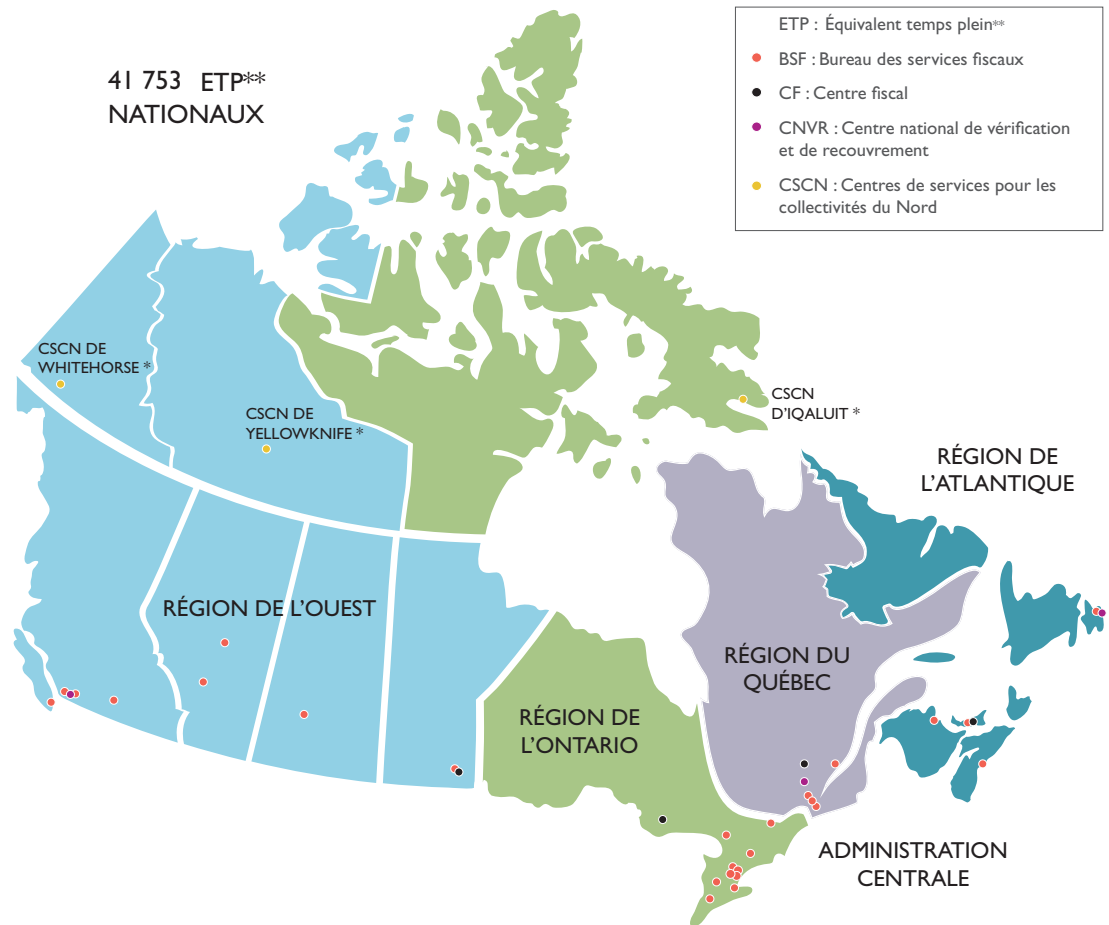 41 753 ETP**
NATIONAUX
ETP : Équivalent temps plein**
BSF : Bureau des services fiscaux
CF : Centre fiscal
CNVR : Centre national de vérification
et de recouvrement
CSCN : Centres de services pour les
collectivités du Nord
CSCN DE
WHITEHORSE *
CSCN DE
YELLOWKNIFE *
CSCN
D'IQALUIT *
RÉGION DE
L'ATLANTIQUE
RÉGION DE L'OUEST
RÉGION DU
QUÉBEC
RÉGION DE
L'ONTARIO
ADMINISTRATION
CENTRALE